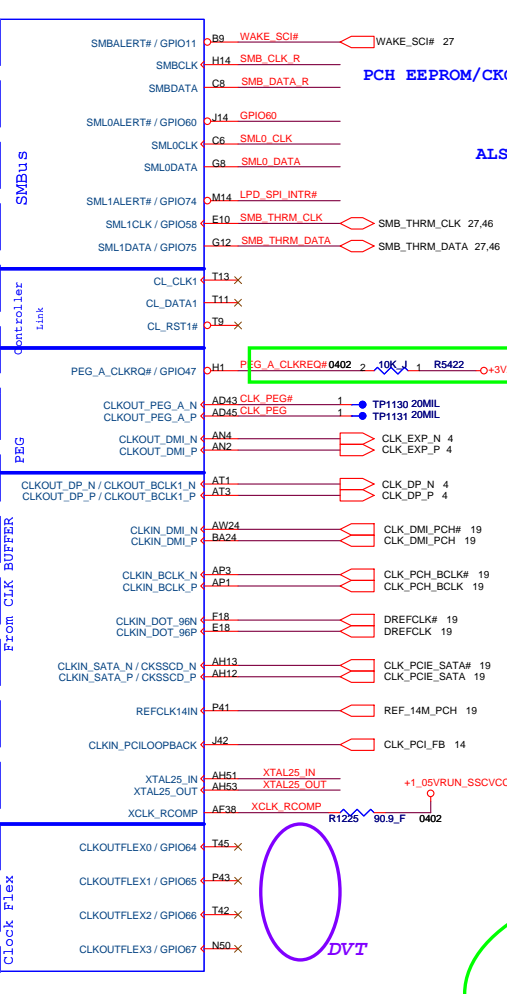 SMBus
SMBALERT# / GPIO11 B9 WAKE_SCI# WAKE_SCI# 27
SMBCLK H14 SMB_CLK_R
PCH EEPROM/CK
SMBDATA C8 SMB_DATA_R
SML0ALERT# / GPIO60 J14 GPIO60
SML0CLK C6 SML0_CLK
ALS
SML0DATA G8 SML0_DATA
SML1ALERT# / GPIO74 M14 LPD_SPI_INTR#
SML1CLK / GPIO58 E10 SMB_THRM_CLK SMB_THRM_CLK 27,46
SML1DATA / GPIO75 G12 SMB_THRM_DATA SMB_THRM_DATA 27,46
Controller
Link
CL_CLK1 T13
CL_DATA1 T11
CL_RST1# T9
PEG
PEG_A_CLKRQ# / GPIO47 H1 PEG_A_CLKREQ# 0402 2 10K_J 1 R5422 +3V
CLKOUT_PEG_A_N AD43 CLK_PEG# 1 TP1130 20MIL
CLKOUT_PEG_A_P AD45 CLK_PEG 1 TP1131 20MIL
CLKOUT_DMI_N AN4 CLK_EXP_N 4
CLKOUT_DMI_P AN2 CLK_EXP_P 4
From CLK BUFFER
CLKOUT_DP_N / CLKOUT_BCLK1_N AT1 CLK_DP_N 4
CLKOUT_DP_P / CLKOUT_BCLK1_P AT3 CLK_DP_P 4
CLKIN_DMI_N AW24 CLK_DMI_PCH# 19
CLKIN_DMI_P BA24 CLK_DMI_PCH 19
CLKIN_BCLK_N AP3 CLK_PCH_BCLK# 19
CLKIN_BCLK_P AP1 CLK_PCH_BCLK 19
CLKIN_DOT_96N F18 DREFCLK# 19
CLKIN_DOT_96P E18 DREFCLK 19
CLKIN_SATA_N / CKSSCD_N AH13 CLK_PCIE_SATA# 19
CLKIN_SATA_P / CKSSCD_P AH12 CLK_PCIE_SATA 19
REFCLK14IN P41 REF_14M_PCH 19
CLKIN_PCILOOPBACK J42 CLK_PCI_FB 14
XTAL25_IN AH51 XTAL25_IN
XTAL25_OUT AH53 XTAL25_OUT
+1_05VRUN_SSCVCC
XCLK_RCOMP AF38 XCLK_RCOMP
R1225 90.9_F 0402
Clock Flex
CLKOUTFLEX0 / GPIO64 T45
CLKOUTFLEX1 / GPIO65 P43
CLKOUTFLEX2 / GPIO66 T42
CLKOUTFLEX3 / GPIO67 N50
DVT